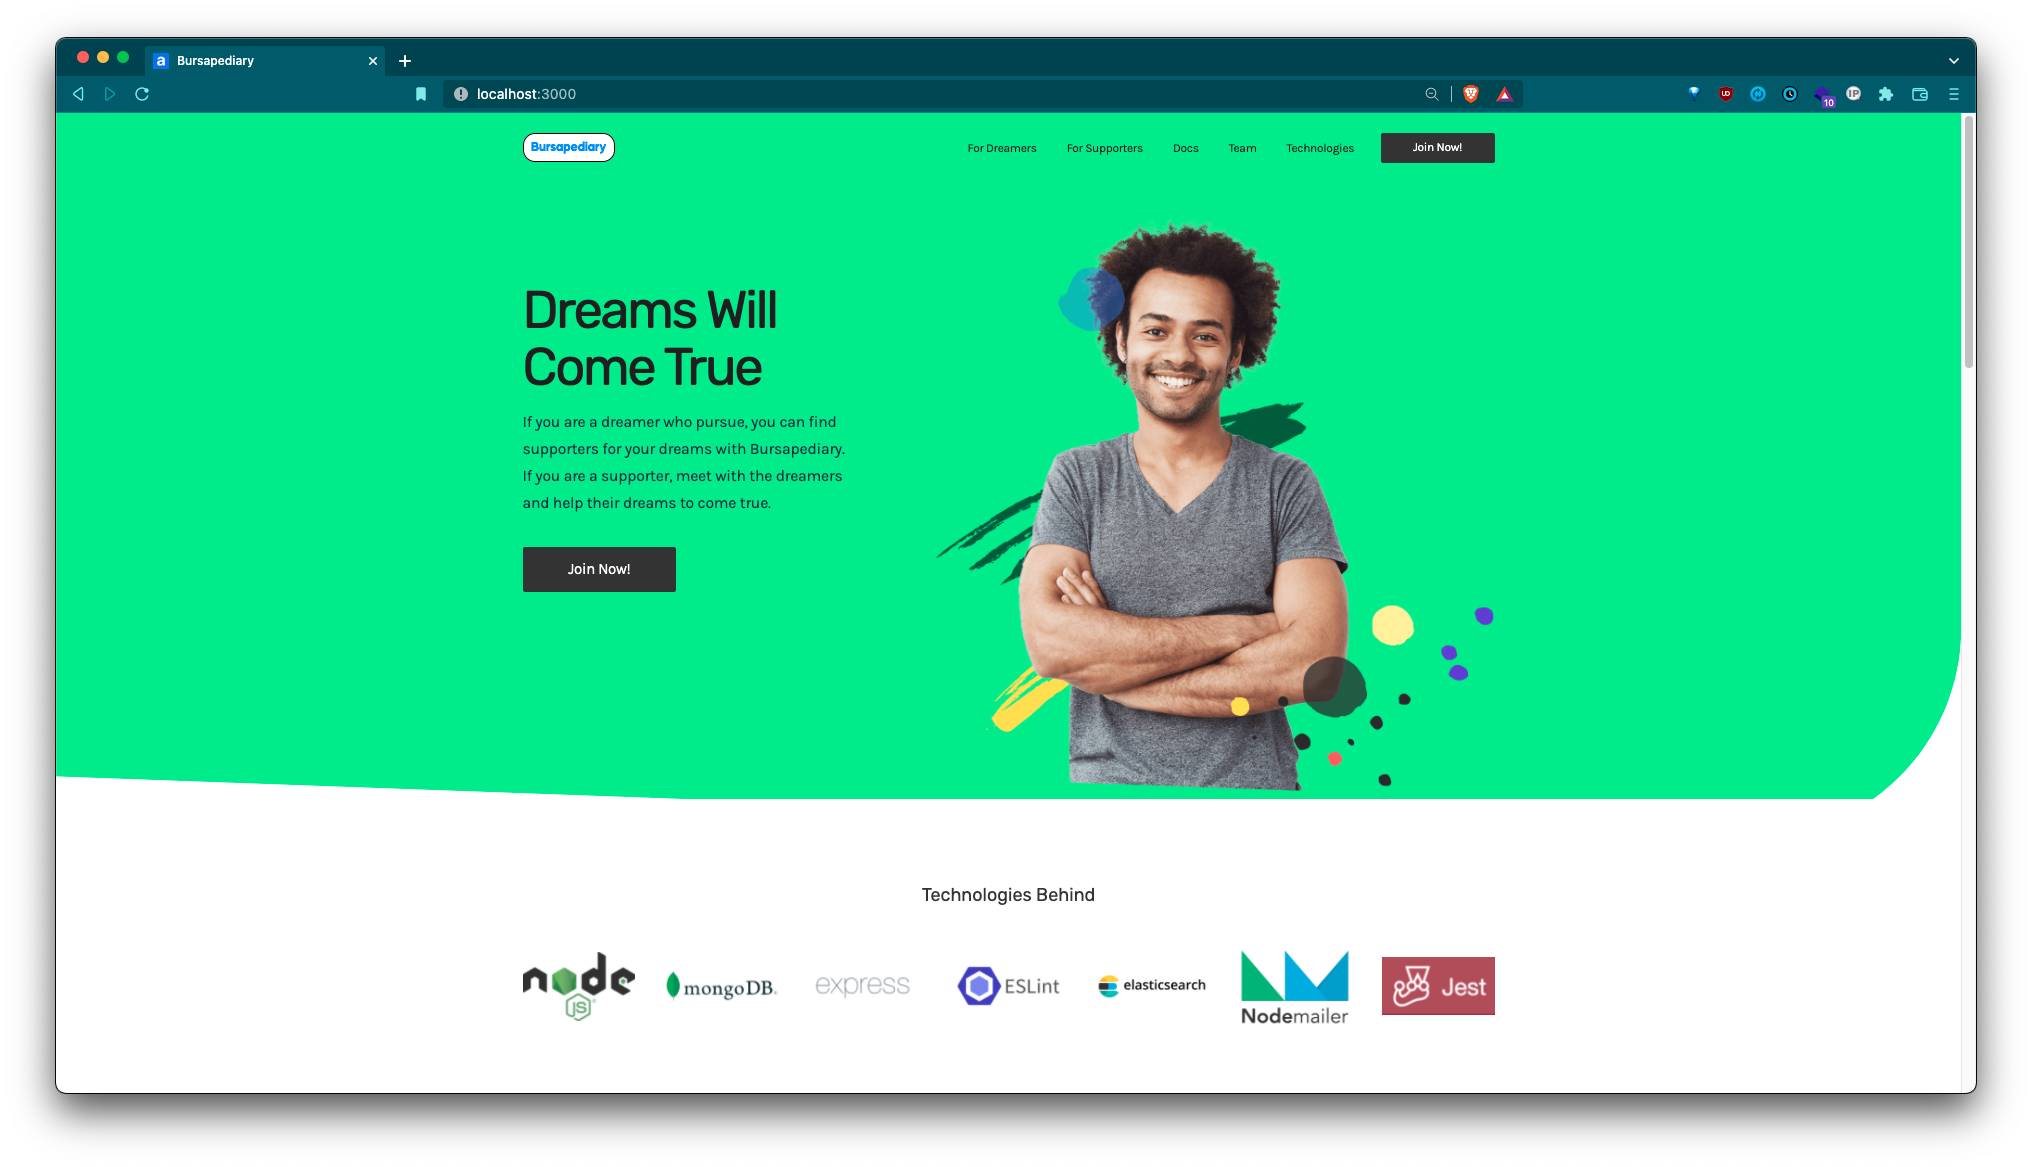 Bursapediary
localhost:3000
10
Bursapediary
For Dreamers
For Supporters
Docs
Team
Technologies
Join Now!
Dreams Will
Come True
If you are a dreamer who pursue, you can find
supporters for your dreams with Bursapediary.
If you are a supporter, meet with the dreamers
and help their dreams to come true.
Join Now!
Technologies Behind
node
JS
mongoDB.
express
ESLint
elasticsearch
Nodemailer
Jest